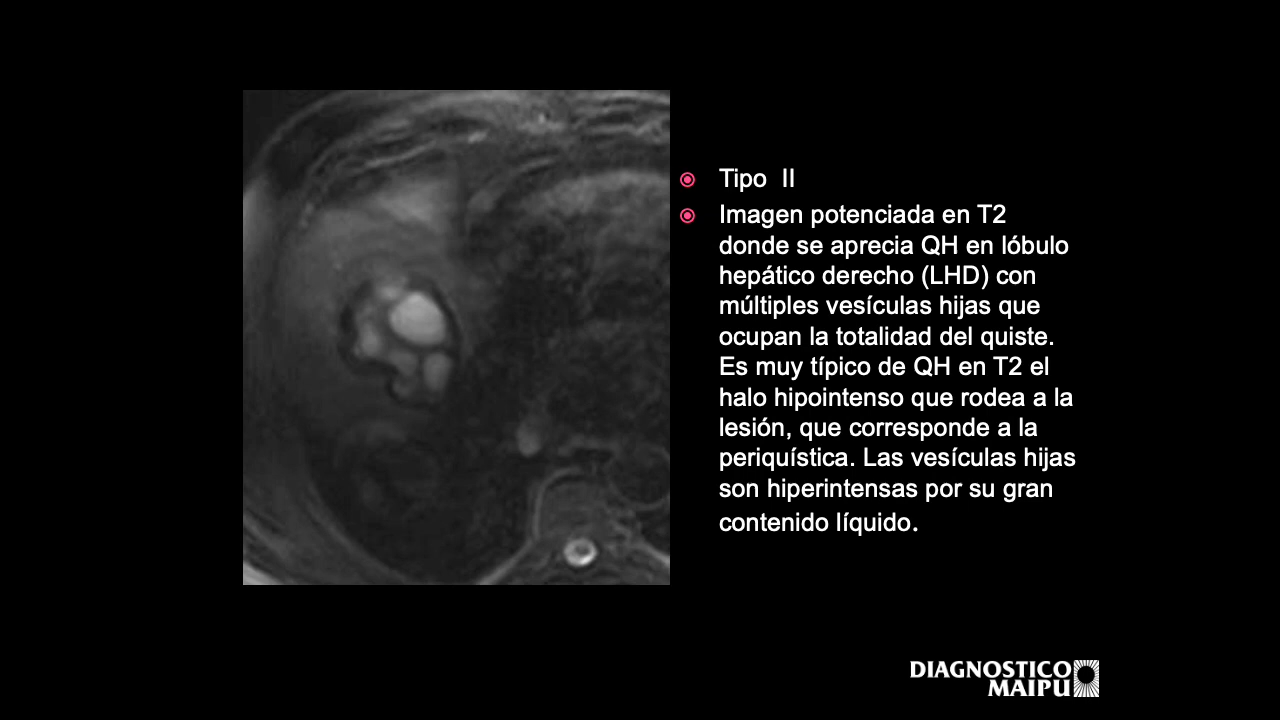 Tipo II
Imagen potenciada en T2
donde se aprecia QH en lóbulo
hepático derecho (LHD) con
múltiples vesículas hijas que
ocupan la totalidad del quiste.
Es muy típico de QH en T2 el
halo hipointenso que rodea a la
lesión, que corresponde a la
periquística. Las vesículas hijas
son hiperintensas por su gran
contenido líquido.
DIAGNOSTICO
MAIPU